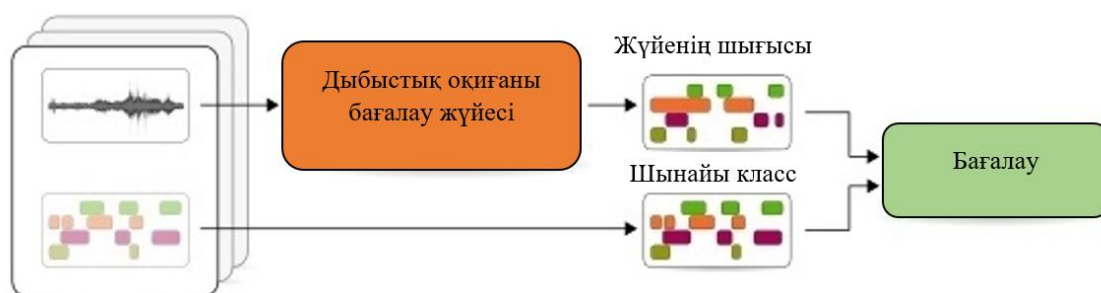 Жүйенің шығысы
Дыбыстық оқиғаны
бағалау жүйесі
Шынайы класс
Бағалау